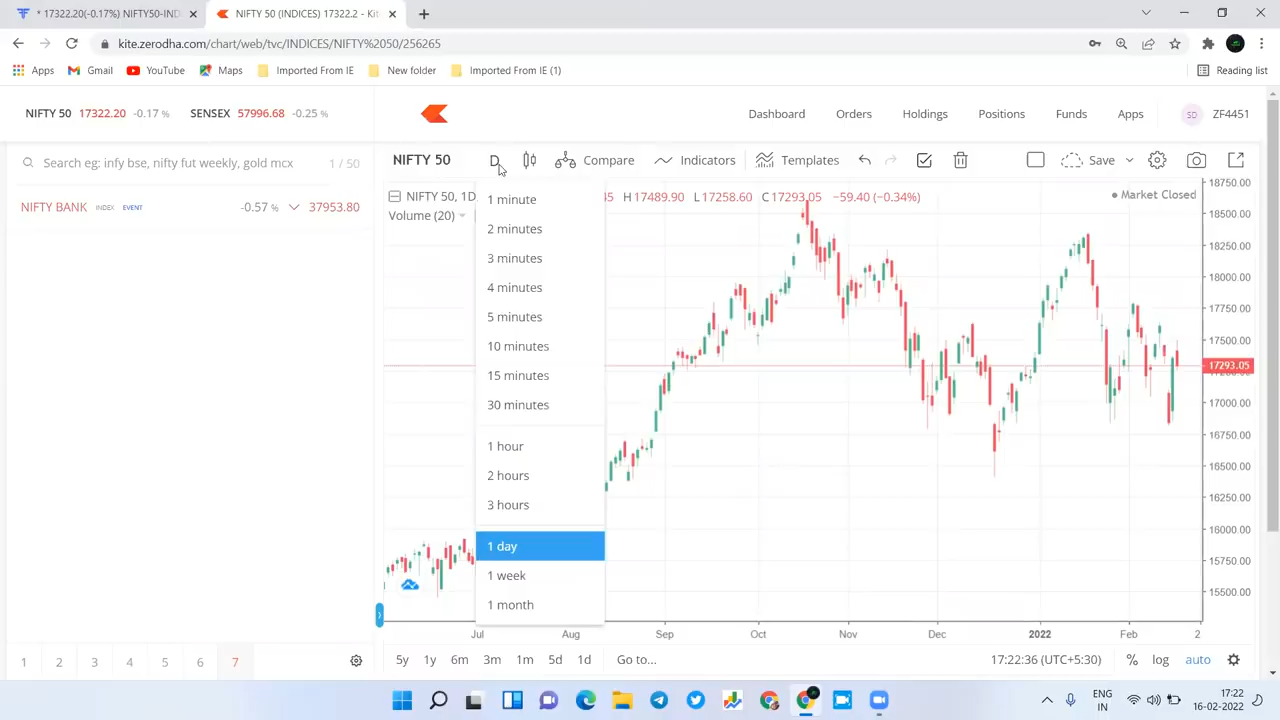 * 17322.20(-0.17%) NIFTY50-IND
NIFTY 50 (INDICES) 17322.2 - Kit
kite.zerodha.com/chart/web/tvc/INDICES/NIFTY%2050/256265
Apps Gmail YouTube Maps Imported From IE New folder Imported From IE (1) Reading list
NIFTY 50 17322.20 -0.17 % SENSEX 57996.68 -0.25 %
Dashboard Orders Holdings Positions Funds Apps SD ZF4451
Search eg: infy bse, nifty fut weekly, gold mcx 1 / 50
NIFTY 50 D Compare Indicators Templates Save
NIFTY BANK INDEX EVENT -0.57 % 37953.80
NIFTY 50, 1D 45 H17489.90 L17258.60 C17293.05 -59.40 (-0.34%)
Market Closed
Volume (20)
1 minute
2 minutes
3 minutes
4 minutes
5 minutes
10 minutes
15 minutes
30 minutes
1 hour
2 hours
3 hours
1 day
1 week
1 month
18750.00
18500.00
18250.00
18000.00
17750.00
17500.00
17293.05
17000.00
16750.00
16500.00
16250.00
16000.00
15750.00
15500.00
Jul Aug Sep Oct Nov Dec 2022 Feb 2
1 2 3 4 5 6 7
5y 1y 6m 3m 1m 5d 1d Go to... 17:22:36 (UTC+5:30) % log auto
ENG
IN
17:22
16-02-2022